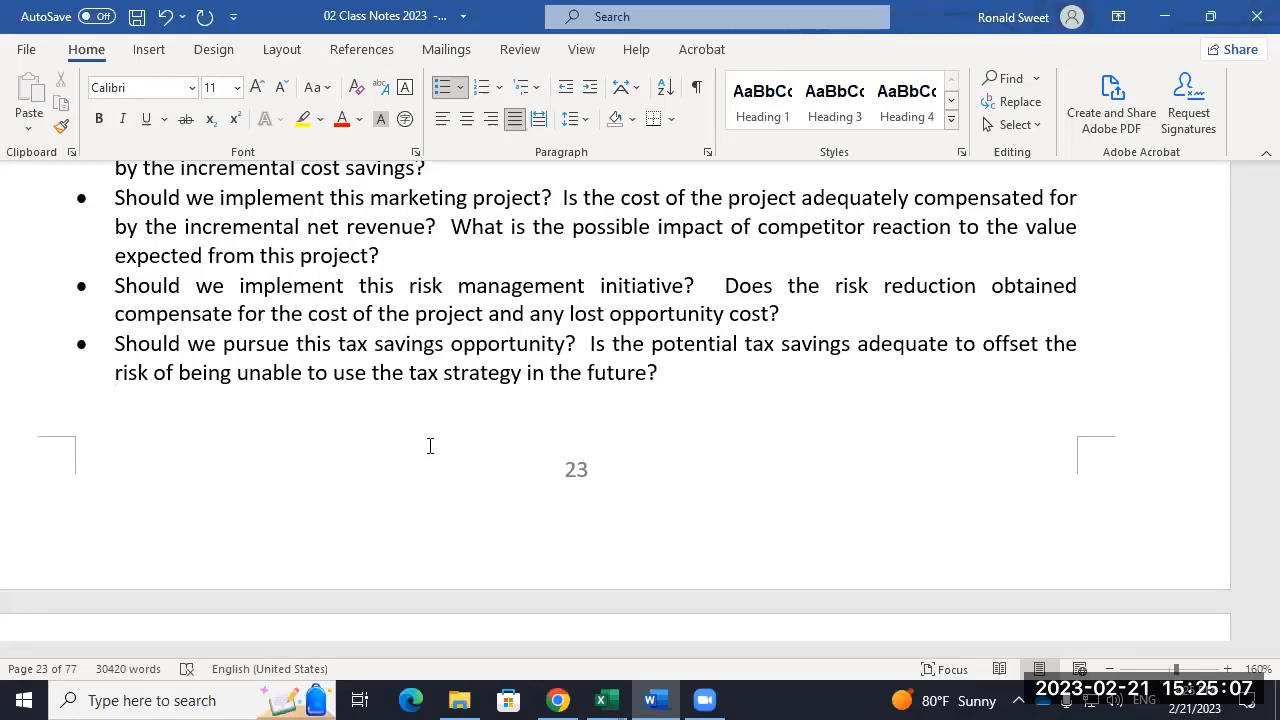 AutoSave Off 02 Class Notes 2023 -... Search Ronald Sweet
File Home Insert Design Layout References Mailings Review View Help Acrobat Share
Paste Calibri 11 Aa AaBbCc AaBbCc AaBbCc Find
Heading 1 Heading 3 Heading 4 Replace Create and Share Adobe PDF Request Signatures
B I U ab x2 x2 A A Select
Clipboard Font Paragraph Styles Editing Adobe Acrobat
by the incremental cost savings?
• Should we implement this marketing project? Is the cost of the project adequately compensated for
by the incremental net revenue? What is the possible impact of competitor reaction to the value
expected from this project?
• Should we implement this risk management initiative? Does the risk reduction obtained
compensate for the cost of the project and any lost opportunity cost?
• Should we pursue this tax savings opportunity? Is the potential tax savings adequate to offset the
risk of being unable to use the tax strategy in the future?
23
Page 23 of 77 30420 words English (United States) Focus 160%
Type here to search 80°F Sunny ENG 2023-02-21 15:25:07
2/21/2023